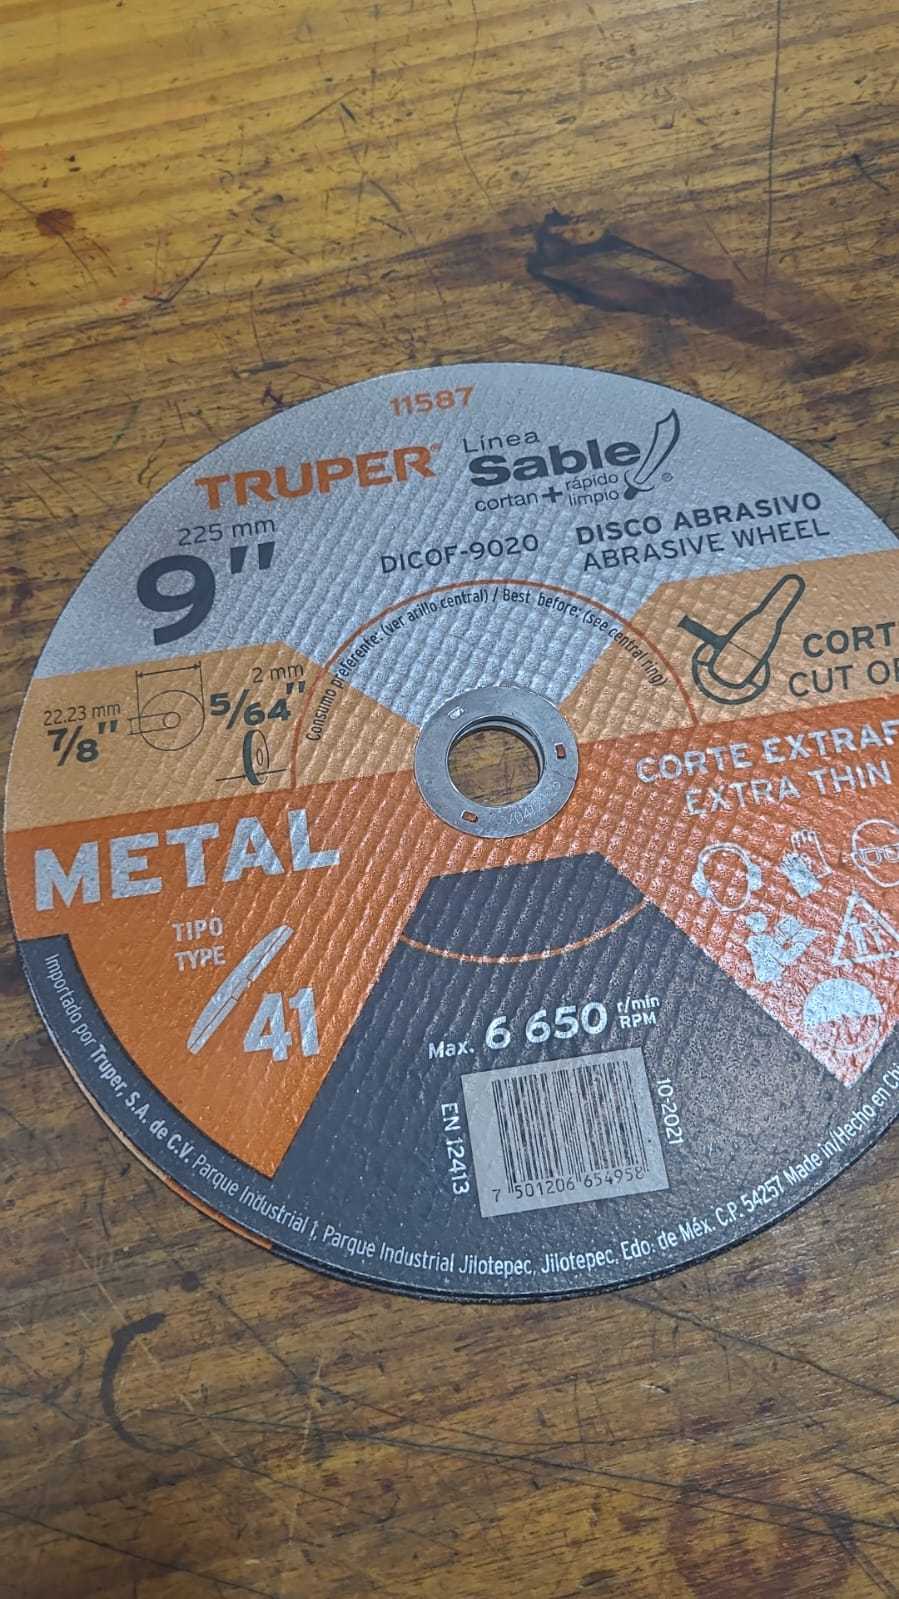 11587
TRUPER®
Línea
Sable®
cortan + rápido limpio
225 mm
9"
DICOF-9020
DISCO ABRASIVO
ABRASIVE WHEEL
Consumo preferente: (ver arillo central) / Best before: (see central ring)
22.23 mm
7/8"
2 mm
5/64"
CORT
CUT OF
CORTE EXTRAF
EXTRA THIN
METAL
TIPO
TYPE
41
Max. 6 650 r/min RPM
EN 12413
10-2021
7 501206 654958
Importado por Truper, S.A. de C.V. Parque Industrial 1, Parque Industrial Jilotepec, Jilotepec, Edo. de Méx. C.P. 54257 Made in/Hecho en Ch